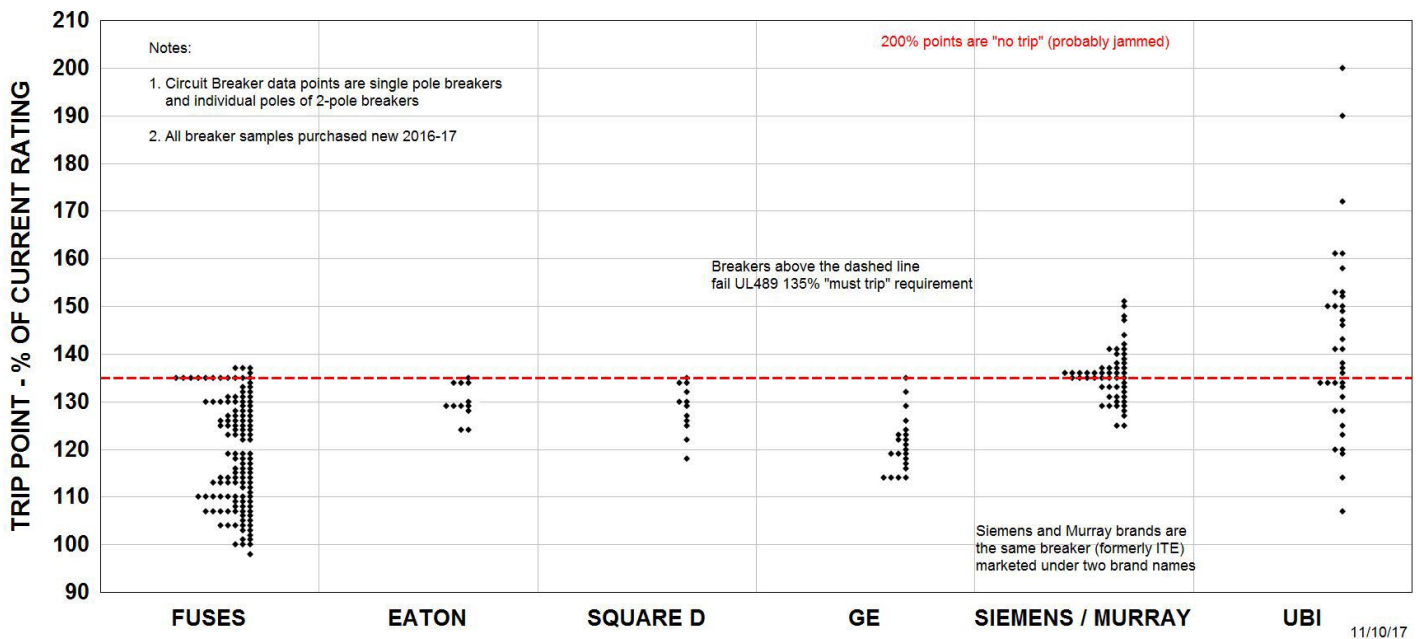 TRIP POINT - % OF CURRENT RATING
210
200
190
180
170
160
150
140
130
120
110
100
90
Notes:
1. Circuit Breaker data points are single pole breakers
and individual poles of 2-pole breakers
2. All breaker samples purchased new 2016-17
200% points are "no trip" (probably jammed)
Breakers above the dashed line
fail UL489 135% "must trip" requirement
Siemens and Murray brands are
the same breaker (formerly ITE)
marketed under two brand names
FUSES
EATON
SQUARE D
GE
SIEMENS / MURRAY
UBI
11/10/17